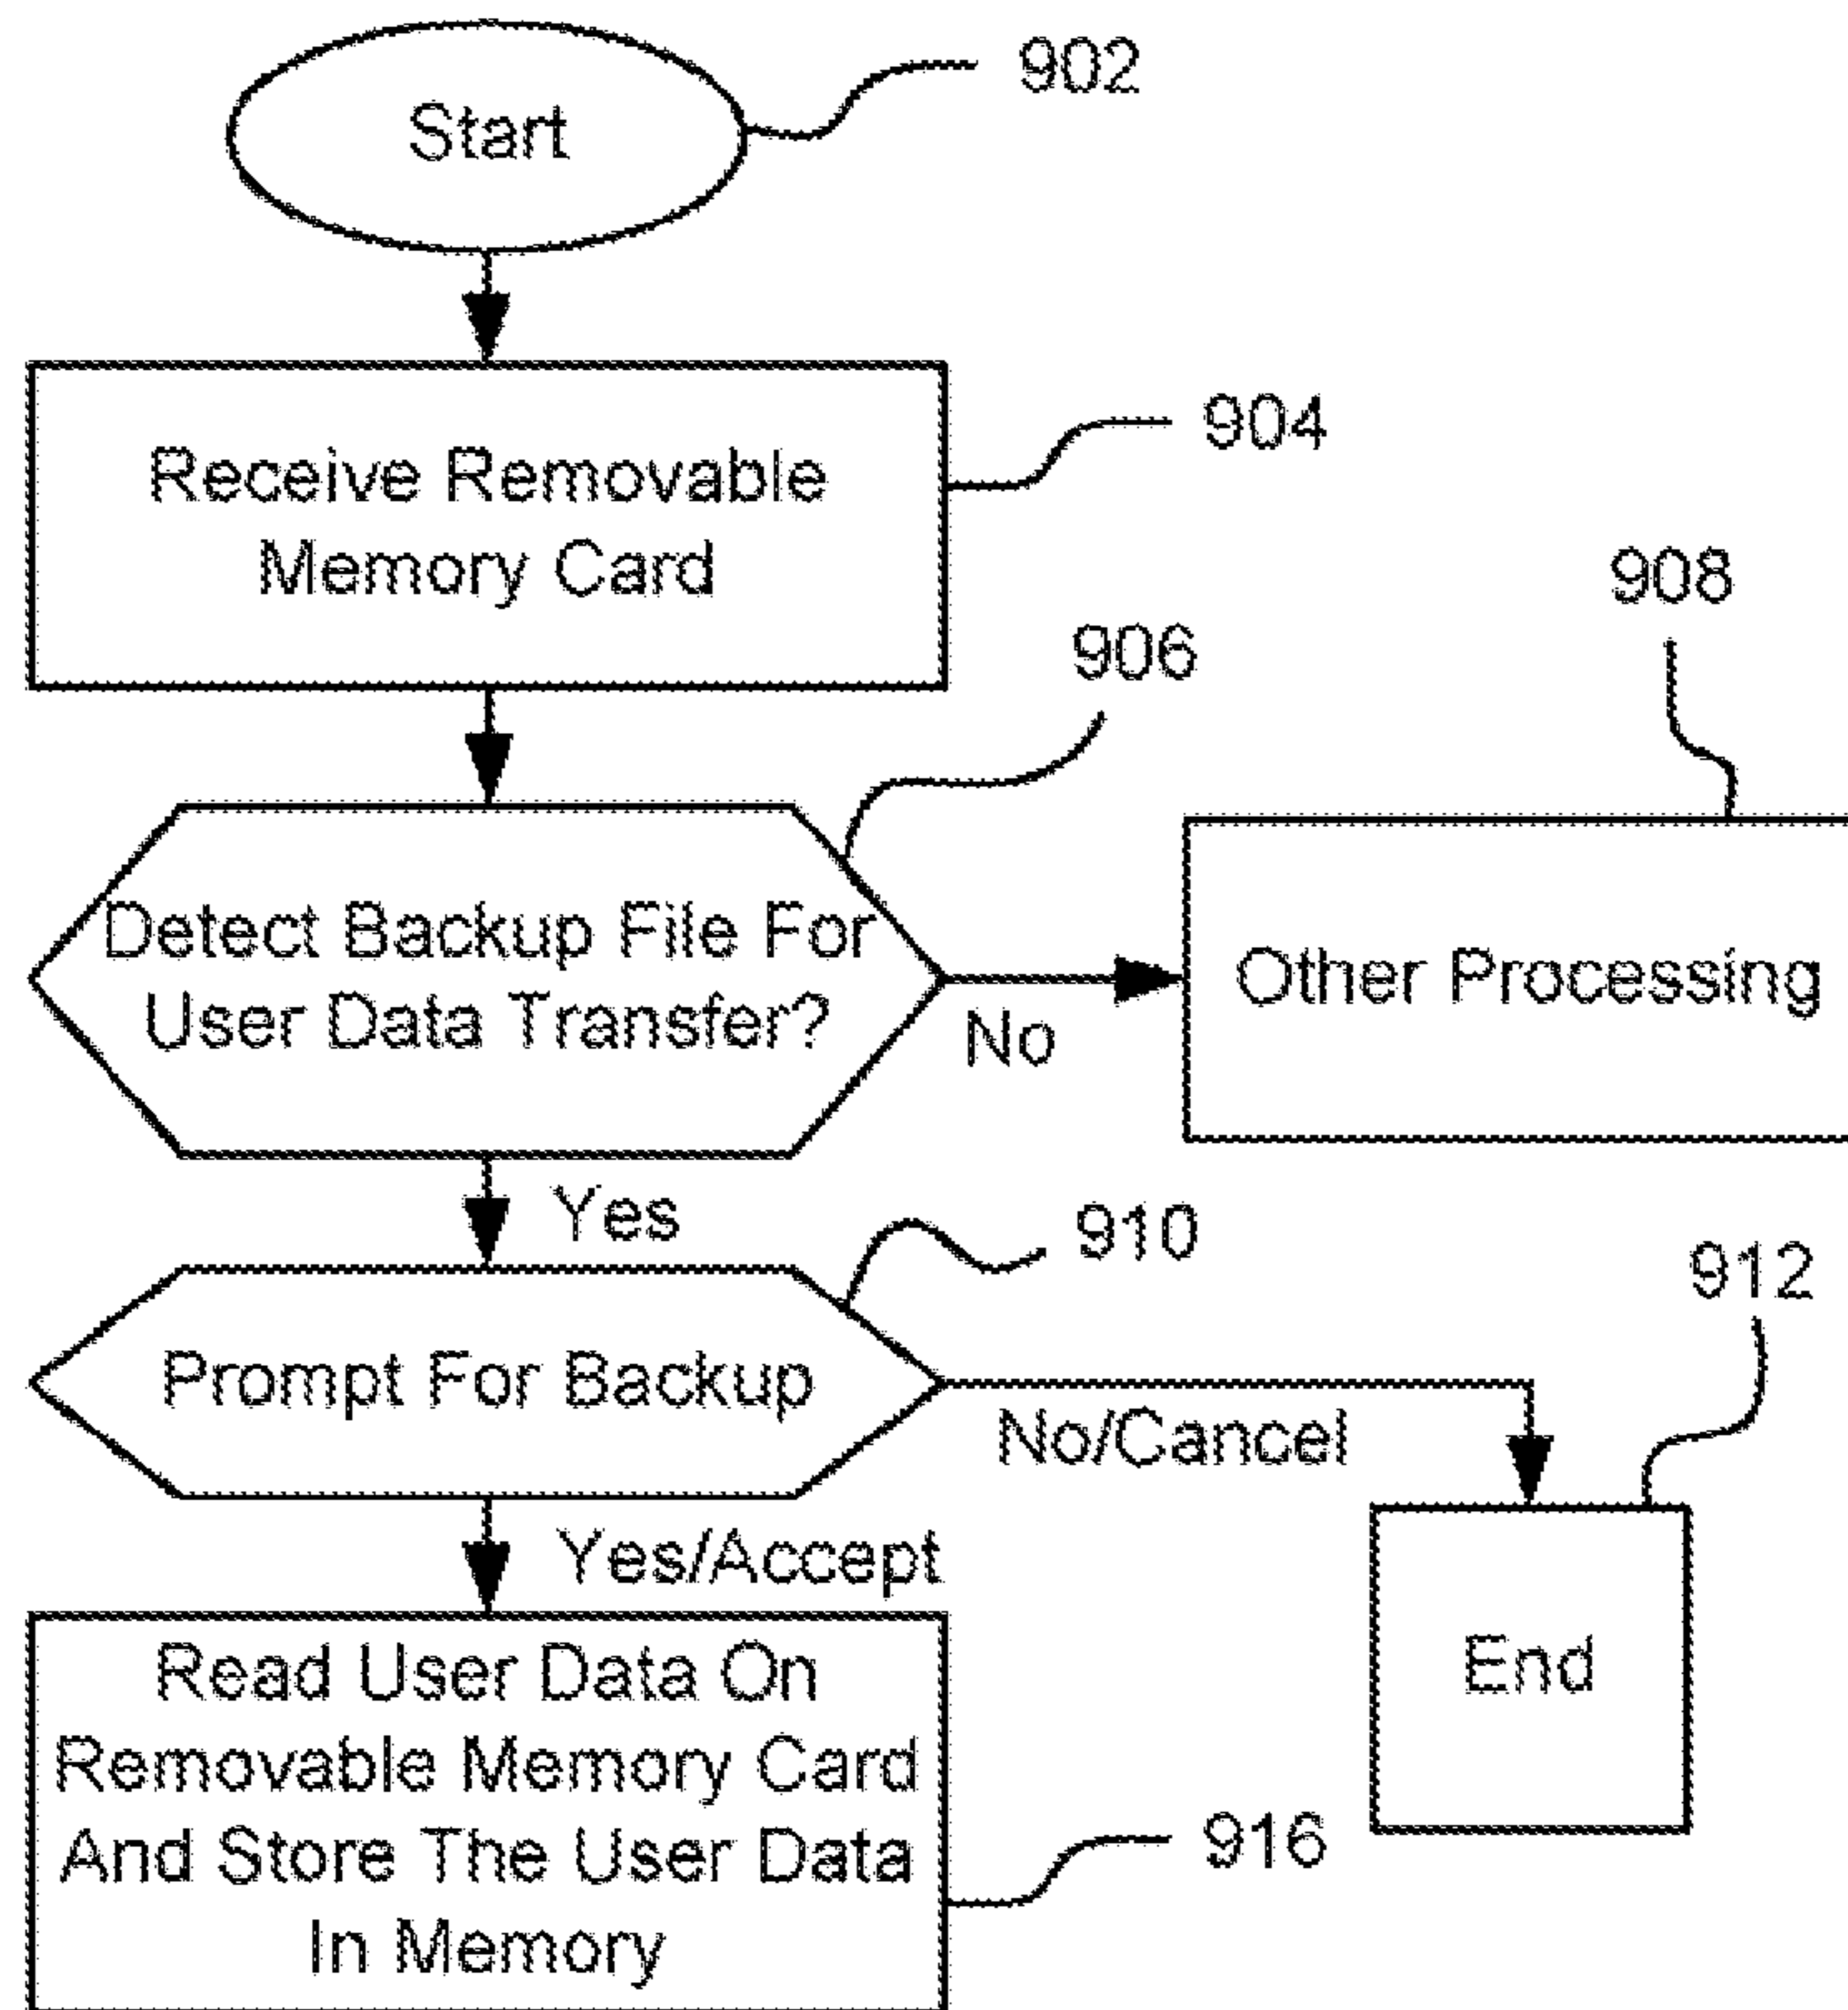 Start
902
Receive Removable
Memory Card
904
906
908
Detect Backup File For
User Data Transfer?
No
Other Processing
Yes
910
912
Prompt For Backup
No/Cancel
Yes/Accept
End
Read User Data On
Removable Memory Card
And Store The User Data
In Memory
916